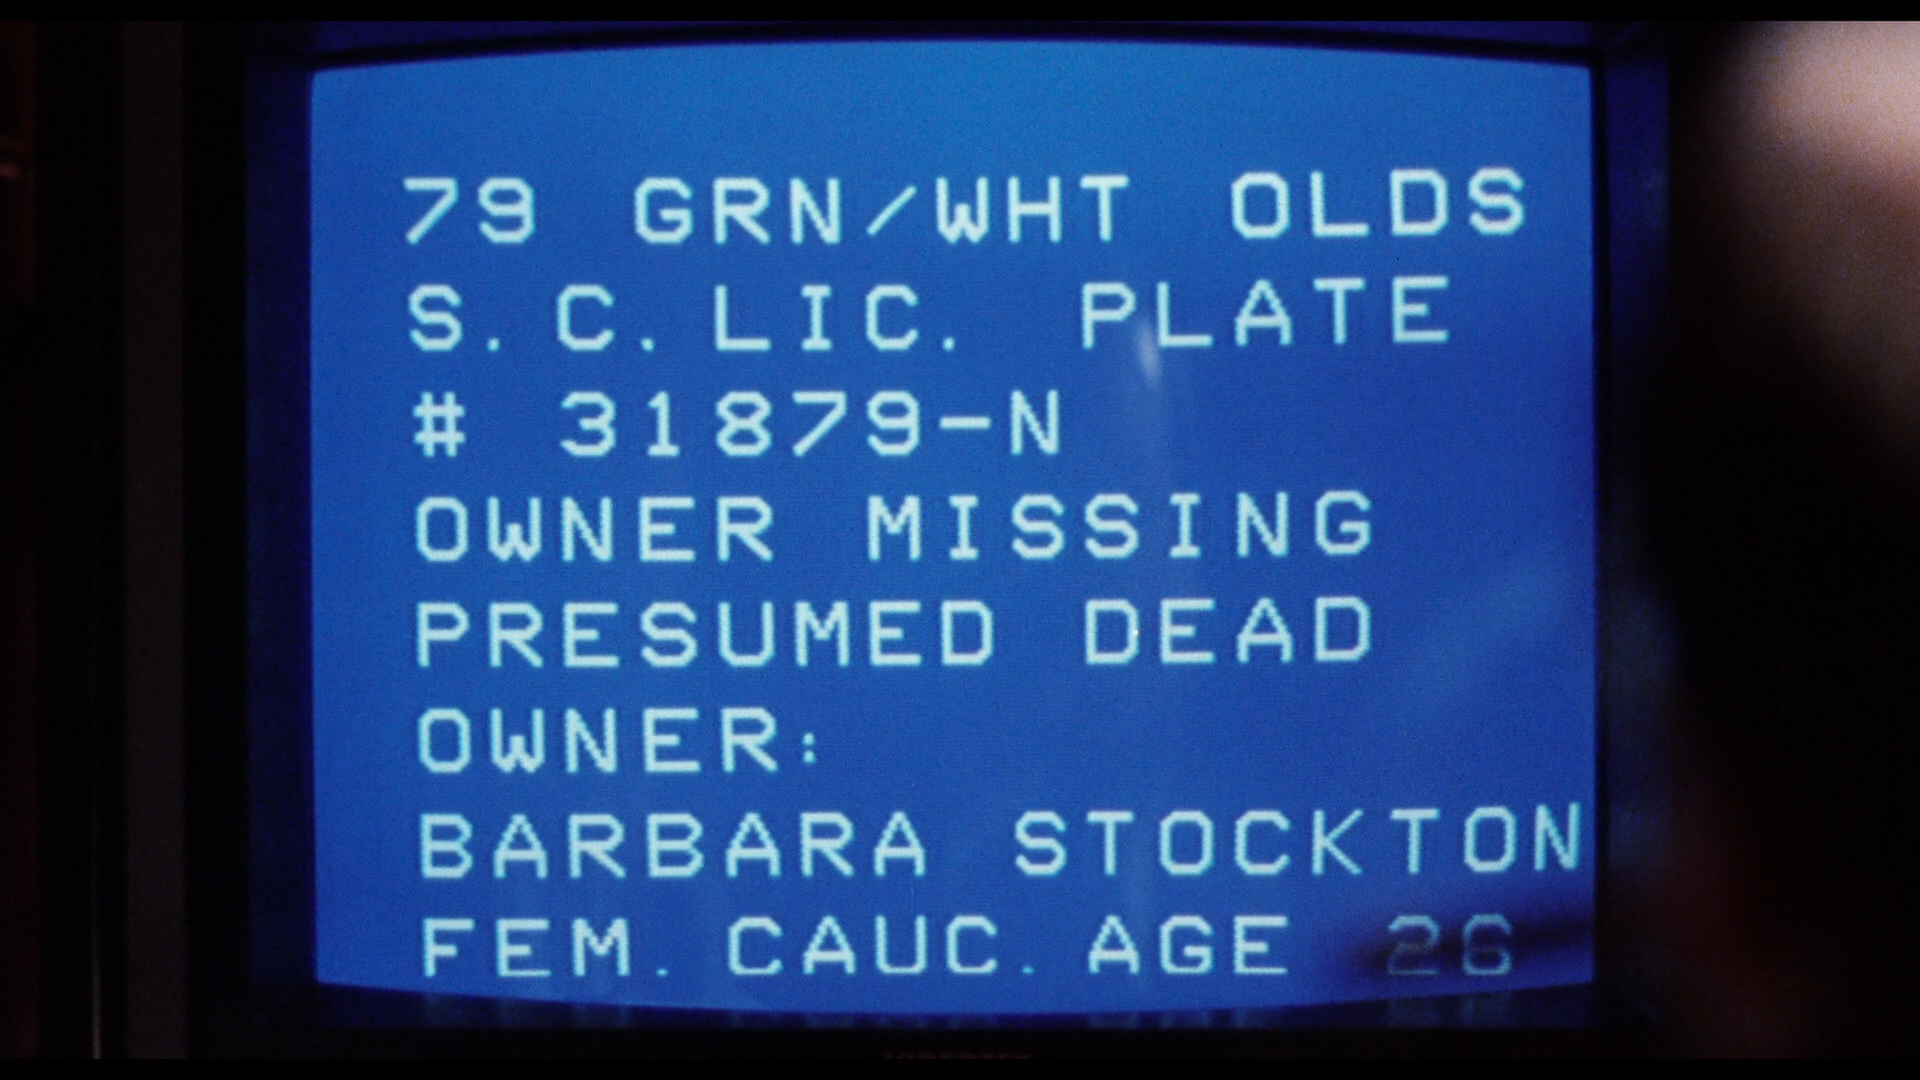 79 GRN/WHT OLDS
S.C.LIC. PLATE
# 31879-N
OWNER MISSING
PRESUMED DEAD
OWNER:
BARBARA STOCKTON
FEM. CAUC. AGE 26